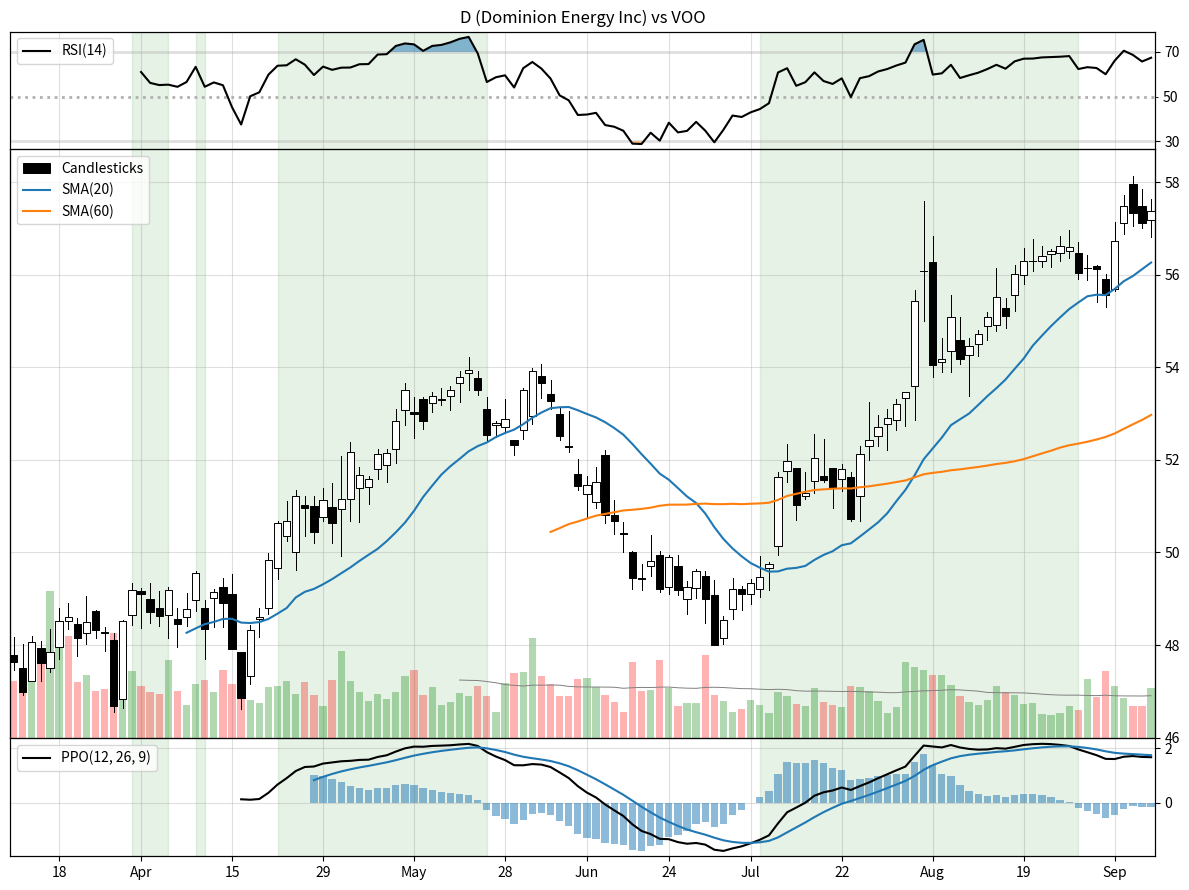 D (Dominion Energy Inc) vs VOO
RSI(14)
70
50
30
Candlesticks
SMA(20)
SMA(60)
58
56
54
52
50
48
46
PPO(12, 26, 9)
2
0
18 Apr 15 29 May 28 Jun 24 Jul 22 Aug 19 Sep